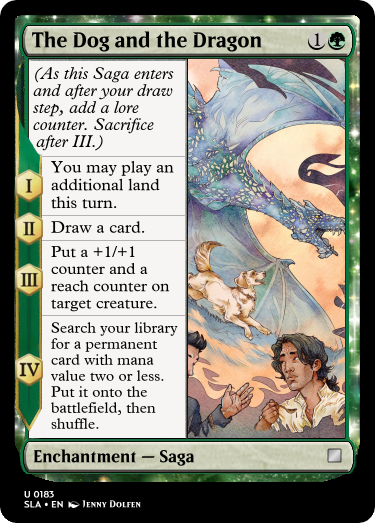 The Dog and the Dragon 1
(As this Saga enters
and after your draw
step, add a lore
counter. Sacrifice
after III.)
I
You may play an
additional land
this turn.
II
Draw a card.
III
Put a +1/+1
counter and a
reach counter on
target creature.
IV
Search your library
for a permanent
card with mana
value two or less.
Put it onto the
battlefield, then
shuffle.
Enchantment — Saga
U 0183
SLA • EN Jenny Dolfen